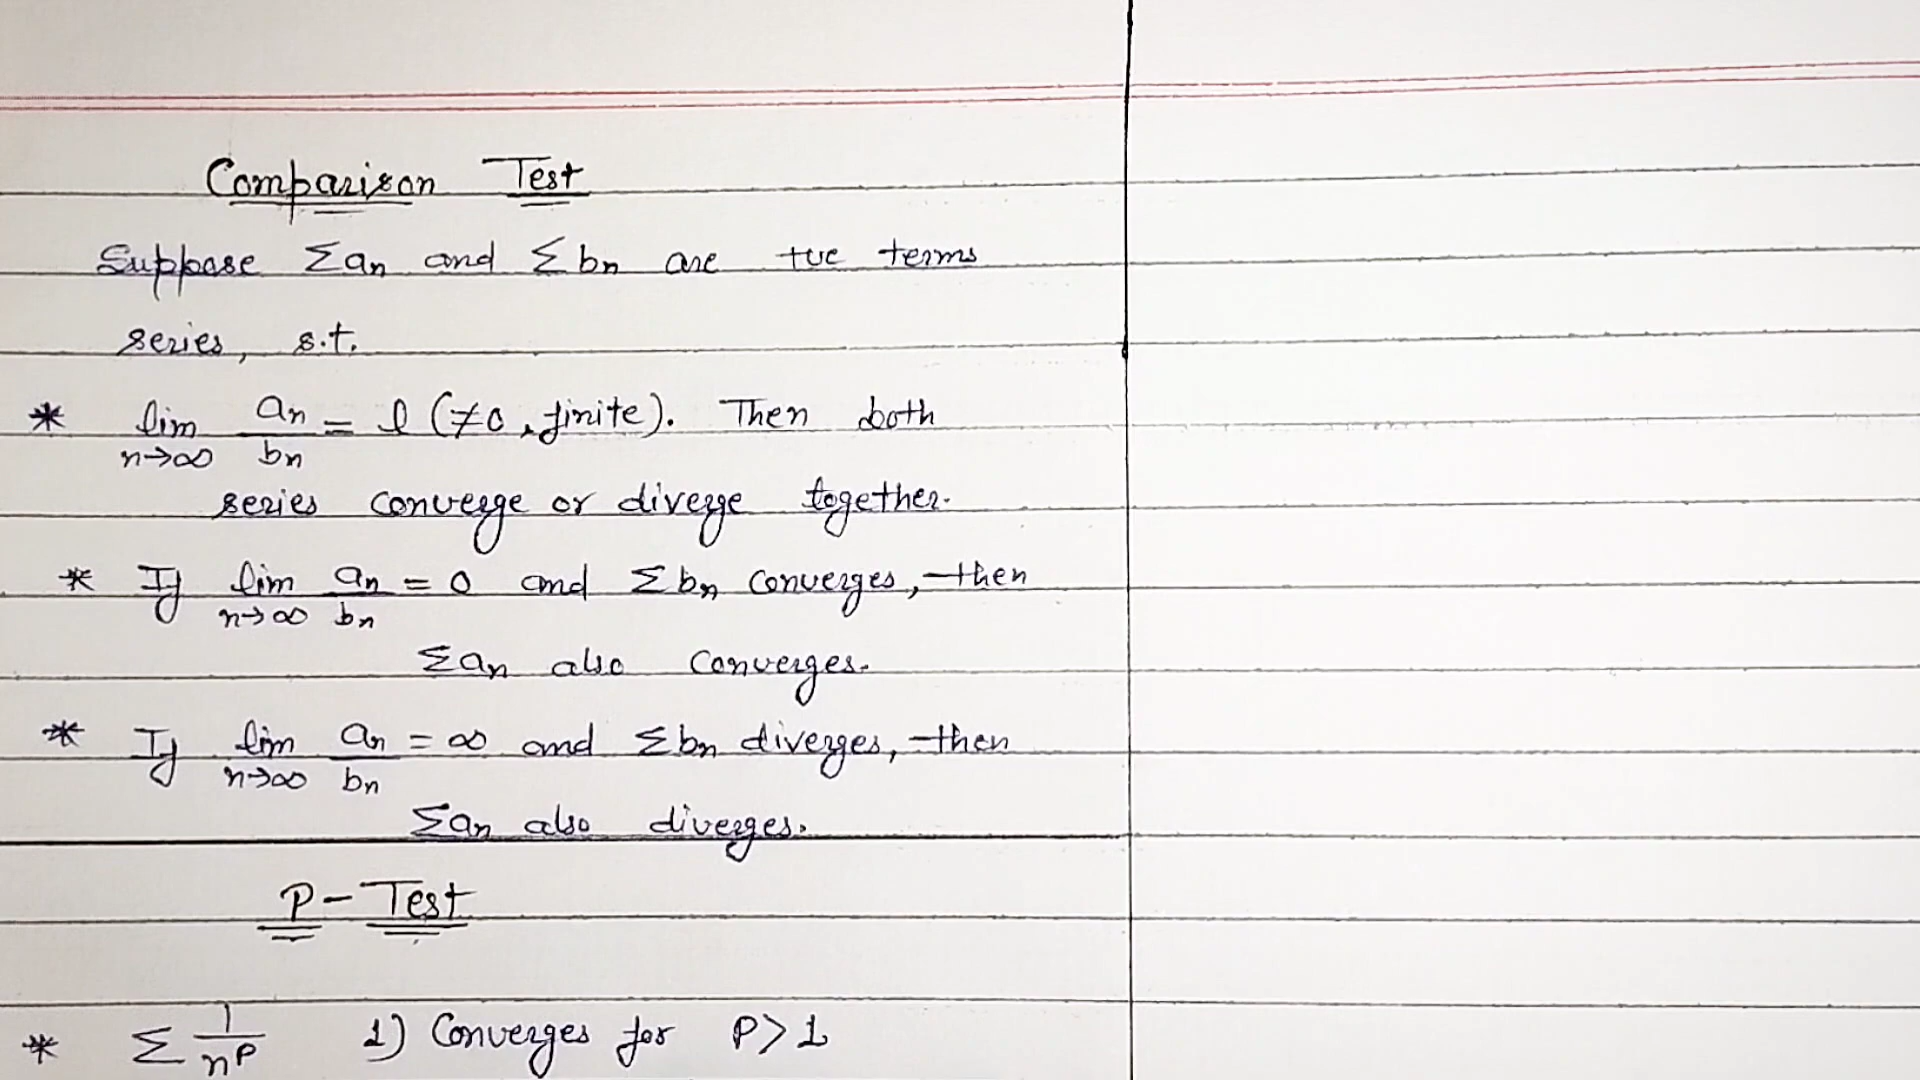 Comparison Test
Suppose Σan and Σbn are +ve terms
series, s.t.
* lim n→∞ an/bn = l (≠0, finite). Then both
series converge or diverge together.
* If lim n→∞ an/bn = 0 and Σbn converges, then
Σan also converges.
* If lim n→∞ an/bn = ∞ and Σbn diverges, then
Σan also diverges.
P-Test
* Σ 1/n^P 1) Converges for P>1